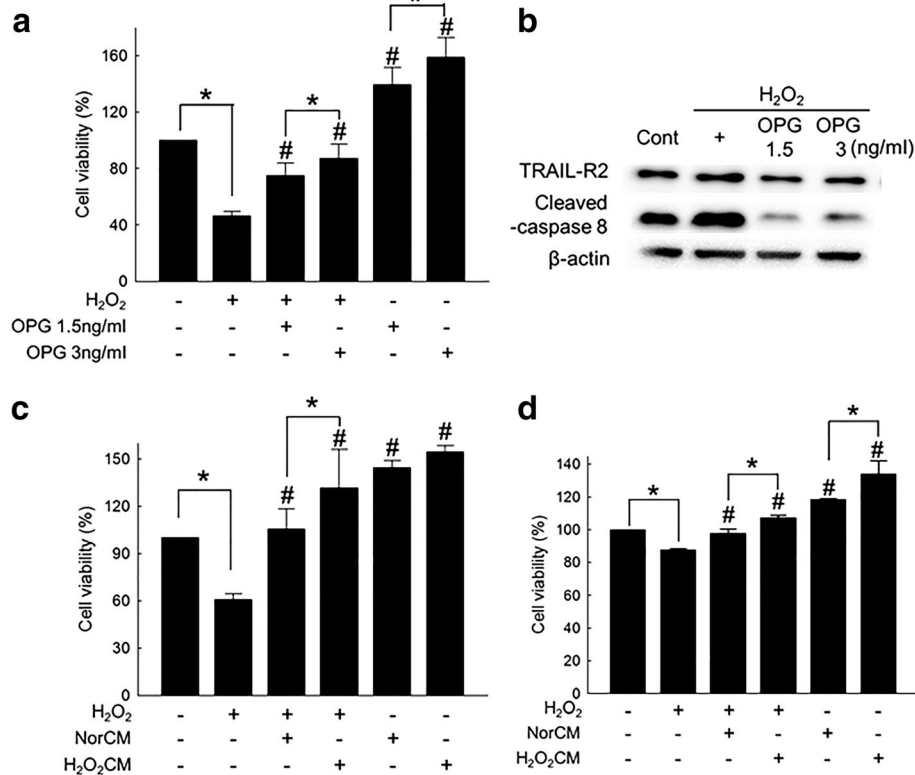 a
160
120
80
40
0
Cell viability (%)
*
#
#
*
#
#
*
H₂O₂ - + + + - -
OPG 1.5ng/ml - - + - + -
OPG 3ng/ml - - - + - +
b
H₂O₂
Cont + OPG 1.5 OPG 3 (ng/ml)
TRAIL-R2
Cleaved
-caspase 8
β-actin
c
150
120
90
60
30
0
Cell viability (%)
*
#
*
#
#
#
H₂O₂ - + + + - -
NorCM - - + - + -
H₂O₂CM - - - + - +
d
140
120
100
80
60
40
20
0
Cell viability (%)
*
#
*
#
#
*
#
H₂O₂ - + + + - -
NorCM - - + - + -
H₂O₂CM - - - + - +